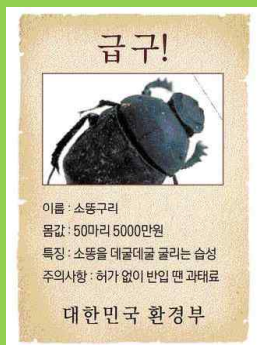 급구!
이름 : 소똥구리
몸값 : 50마리 5000만원
특징 : 소똥을 데굴데굴 굴리는 습성
주의사항 : 허가 없이 반입 땐 과태료
대한민국 환경부